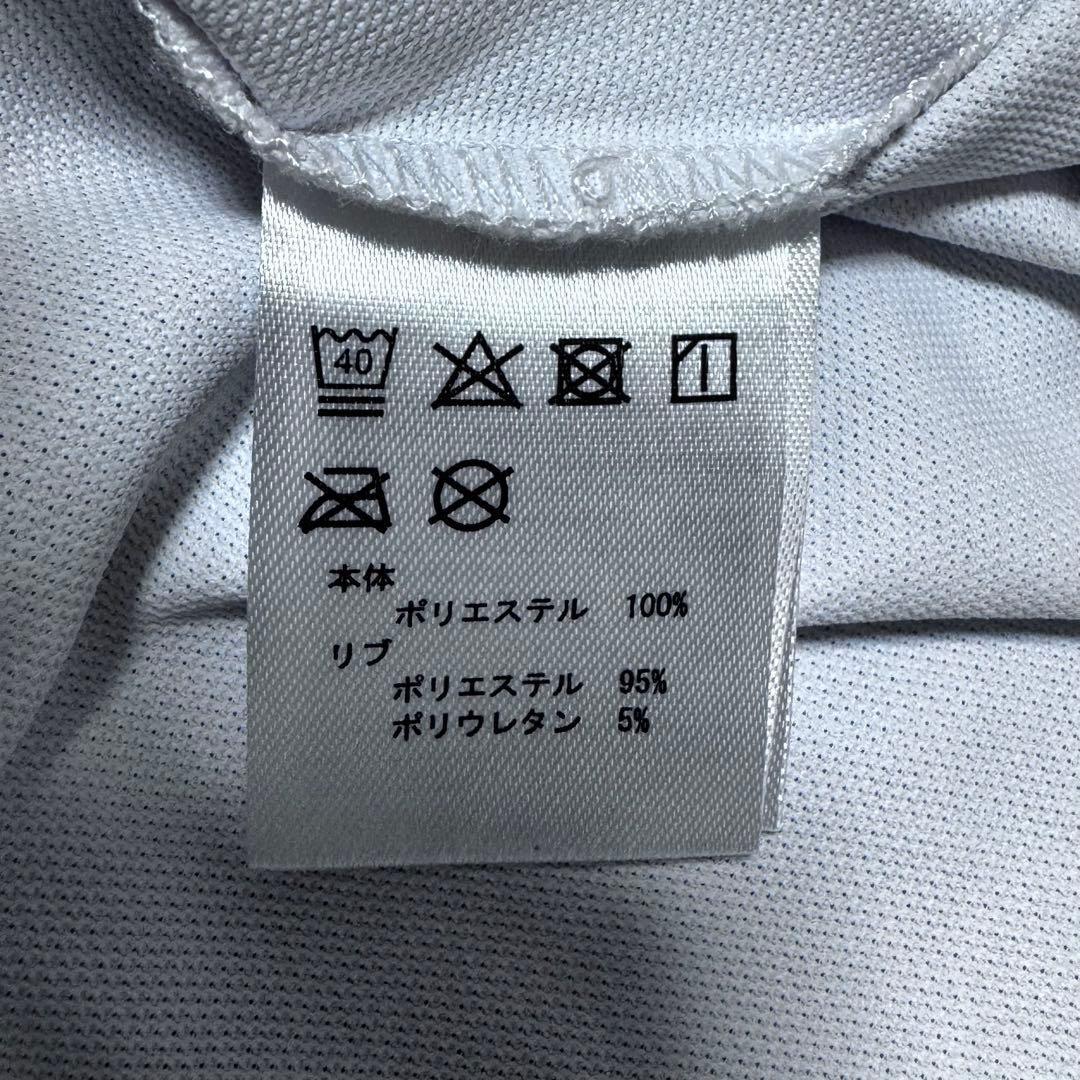 40
本体
ポリエステル 100%
リブ
ポリエステル 95%
ポリウレタン 5%